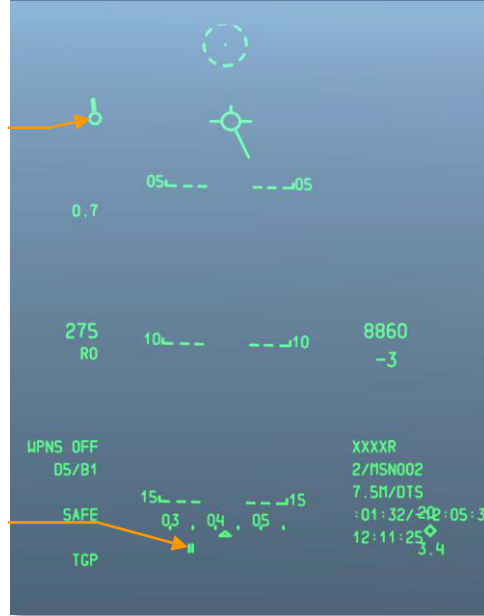 05 05
0.7
275 8860
RO 10 10 -3
WPNS OFF XXXXR
D5/B1 2/MSN002
15 15 7.5M/DTS
SAFE 03 . 04 . 05 .
12:11:25
3.4
TGP